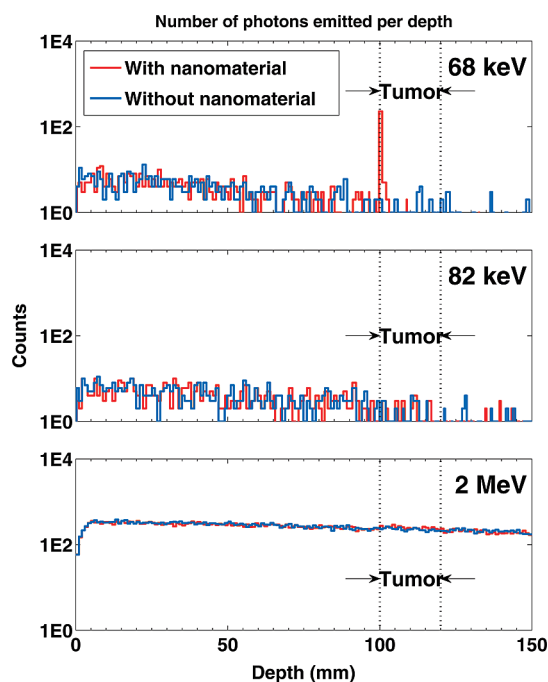 Number of photons emitted per depth
1E4
With nanomaterial
Without nanomaterial
68 keV
Tumor
1E2
1E0
1E4
82 keV
Tumor
1E2
1E0
Counts
1E4
2 MeV
1E2
Tumor
1E0
0 50 100 150
Depth (mm)